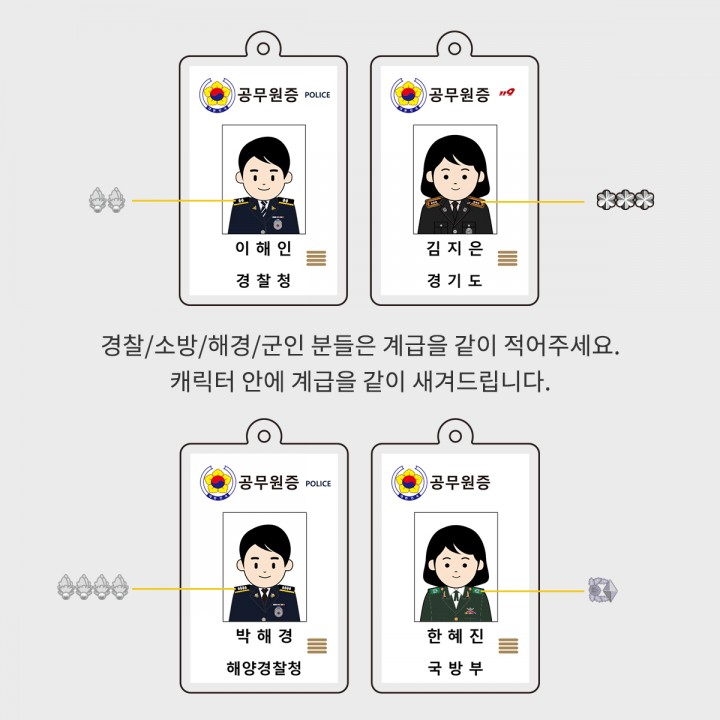 공무원증 POLICE
이해인
경찰청
공무원증 119
김지은
경기도
경찰/소방/해경/군인 분들은 계급을 같이 적어주세요.
캐릭터 안에 계급을 같이 새겨드립니다.
공무원증 POLICE
박해경
해양경찰청
공무원증
한혜진
국방부